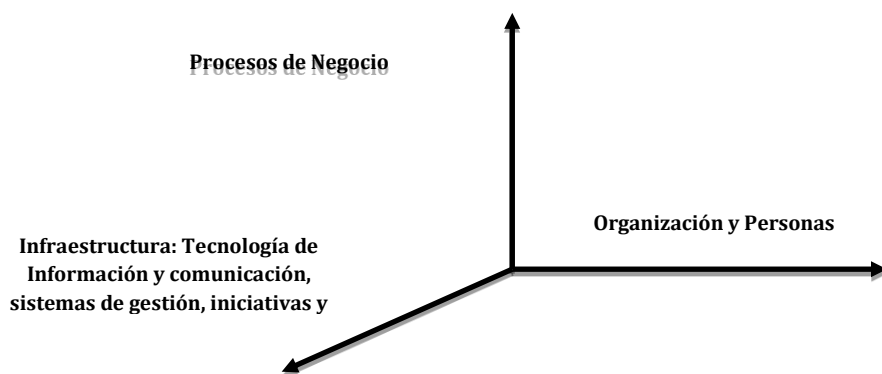 Procesos de Negocio
Organización y Personas
Infraestructura: Tecnología de
Información y comunicación,
sistemas de gestión, iniciativas y